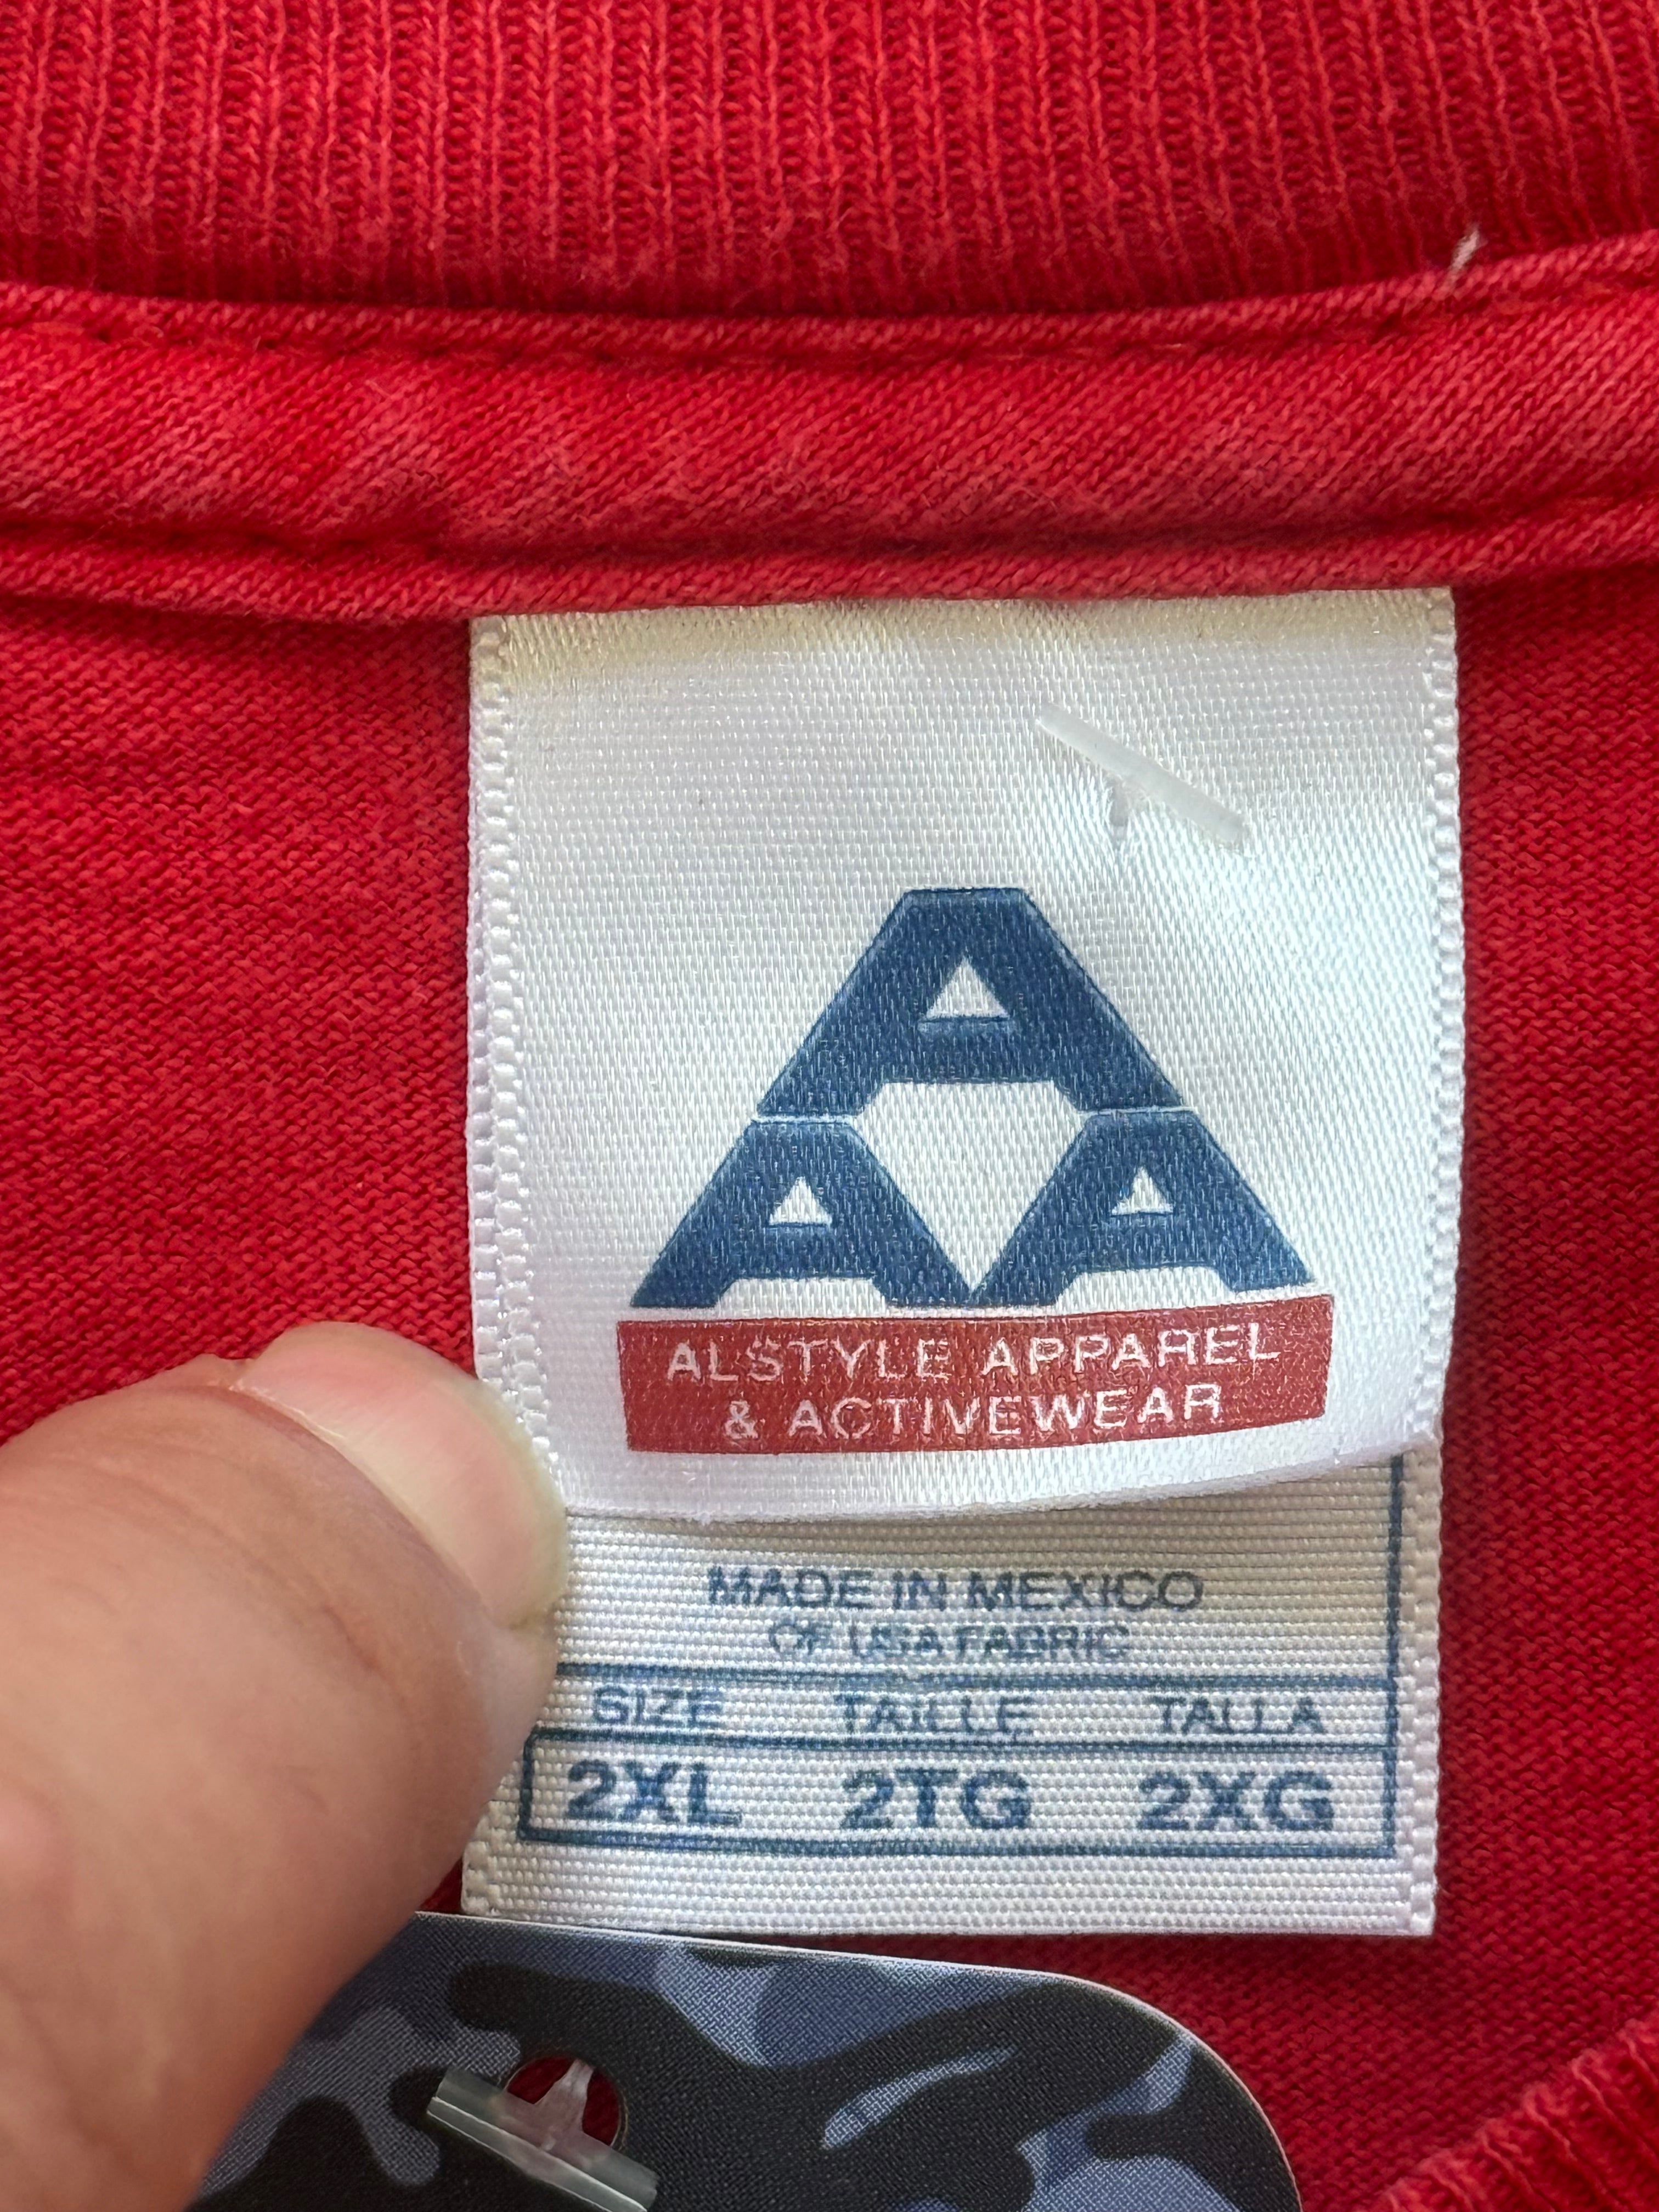 A
A A
ALSTYLE APPAREL
& ACTIVEWEAR
MADE IN MEXICO
OF USA FABRIC
SIZE TAILLE TALLA
2XL 2TG 2XG